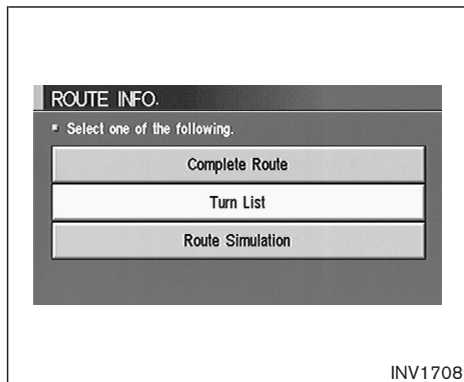 ROUTE INFO.
Select one of the following.
Complete Route
Turn List
Route Simulation
INV1708